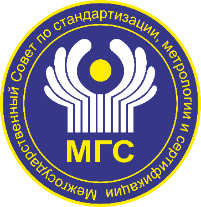 Межгосударственный Совет по стандартизации, метрологии и сертификации
МГС